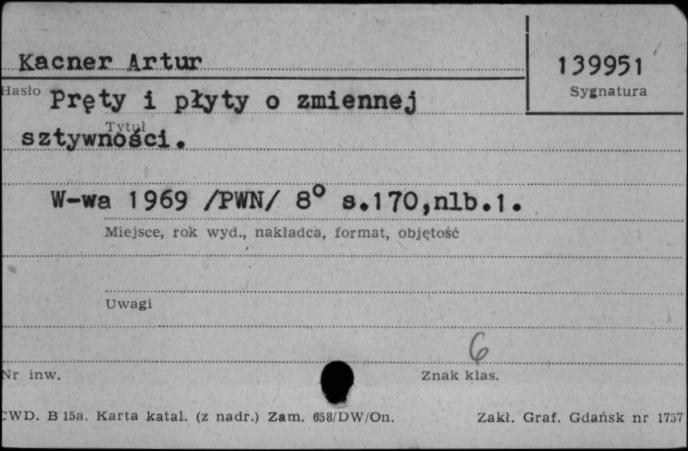 Kacner Artur
139951
Hasło
Sygnatura
Pręty i płyty o zmiennej
Tytuł
sztywności.
W-wa 1969 /PWN/ 8° s.170,nlb.1.
Miejsce, rok wyd., nakładca, format, objętość
Uwagi
6
Nr inw.
Znak klas.
CWD. B 15a. Karta katal. (z nadr.) Zam. 658/DW/On. Zakł. Graf. Gdańsk nr 1757